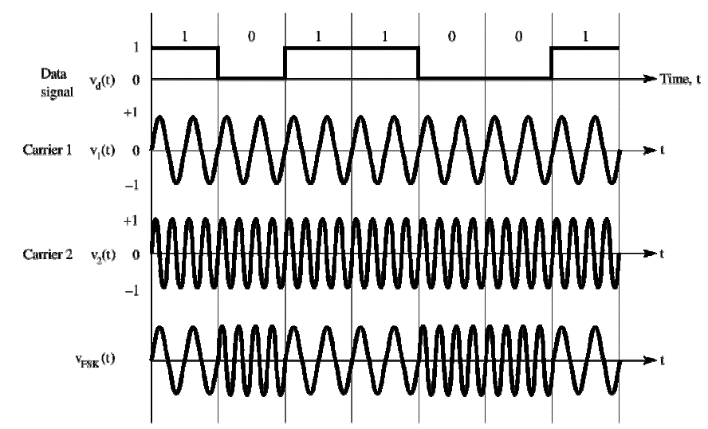 1 0 1 1 0 0 1
1
Data signal v_d(t) 0 Time, t
+1
Carrier 1 v_1(t) 0 t
−1
+1
Carrier 2 v_2(t) 0 t
−1
v_FSK(t) t